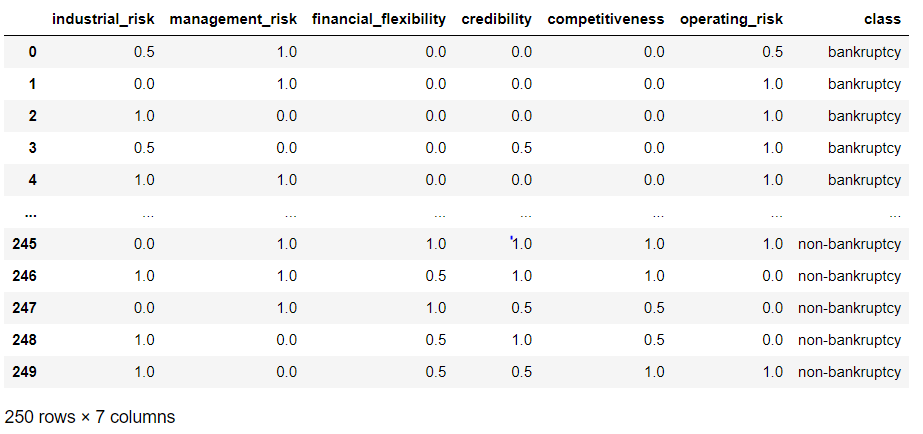 industrial_risk management_risk financial_flexibility credibility competitiveness operating_risk class
0 0.5 1.0 0.0 0.0 0.0 0.5 bankruptcy
1 0.0 1.0 0.0 0.0 0.0 1.0 bankruptcy
2 1.0 0.0 0.0 0.0 0.0 1.0 bankruptcy
3 0.5 0.0 0.0 0.5 0.0 1.0 bankruptcy
4 1.0 1.0 0.0 0.0 0.0 1.0 bankruptcy
... ... ... ... ... ... ... ...
245 0.0 1.0 1.0 1.0 1.0 1.0 non-bankruptcy
246 1.0 1.0 0.5 1.0 1.0 0.0 non-bankruptcy
247 0.0 1.0 1.0 0.5 0.5 0.0 non-bankruptcy
248 1.0 0.0 0.5 1.0 0.5 0.0 non-bankruptcy
249 1.0 0.0 0.5 0.5 1.0 1.0 non-bankruptcy
250 rows × 7 columns